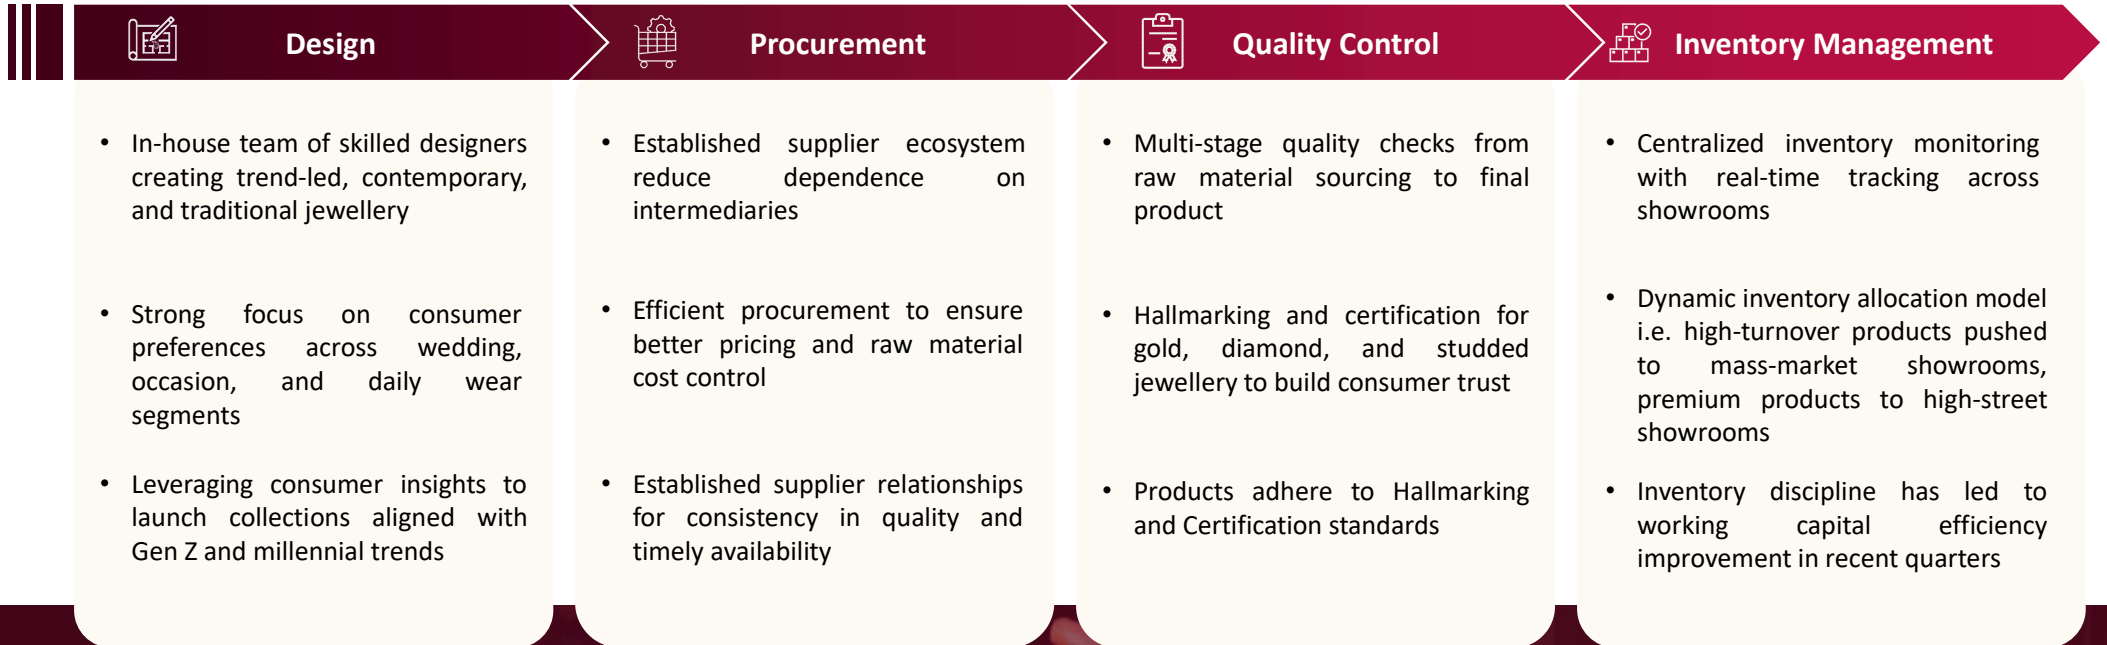 Design
• In-house team of skilled designers
creating trend-led, contemporary,
and traditional jewellery
• Strong focus on consumer
preferences across wedding,
occasion, and daily wear
segments
• Leveraging consumer insights to
launch collections aligned with
Gen Z and millennial trends
Procurement
• Established supplier ecosystem
reduce dependence on
intermediaries
• Efficient procurement to ensure
better pricing and raw material
cost control
• Established supplier relationships
for consistency in quality and
timely availability
Quality Control
• Multi-stage quality checks from
raw material sourcing to final
product
• Hallmarking and certification for
gold, diamond, and studded
jewellery to build consumer trust
• Products adhere to Hallmarking
and Certification standards
Inventory Management
• Centralized inventory monitoring
with real-time tracking across
showrooms
• Dynamic inventory allocation model
i.e. high-turnover products pushed
to mass-market showrooms,
premium products to high-street
showrooms
• Inventory discipline has led to
working capital efficiency
improvement in recent quarters